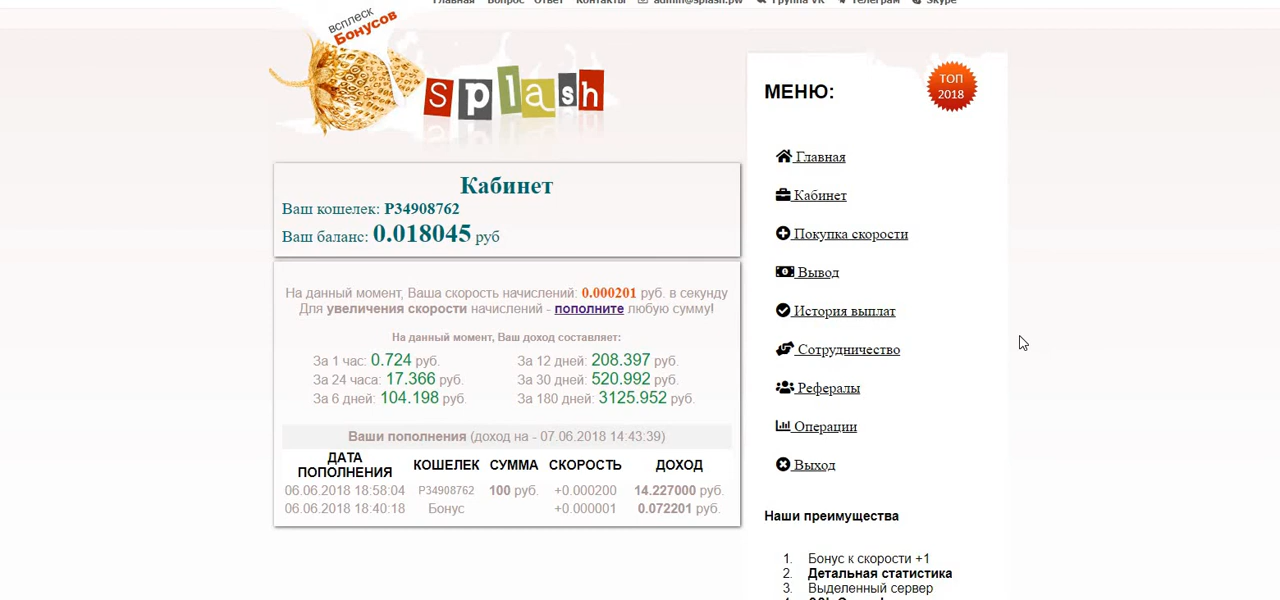 Главная Вопрос - Ответ Контакты admin@splash.pw Группа VK Телеграм Skype
всплеск
Бонусов
Splash
МЕНЮ:
ТОП
2018
Главная
Кабинет
Покупка скорости
Вывод
История выплат
Сотрудничество
Рефералы
Операции
Выход
Наши преимущества
1. Бонус к скорости +1
2. Детальная статистика
3. Выделенный сервер
Кабинет
Ваш кошелек: P34908762
Ваш баланс: 0.018045 руб
На данный момент, Ваша скорость начислений: 0.000201 руб. в секунду
Для увеличения скорости начислений - пополните любую сумму!
На данный момент, Ваш доход составляет:
За 1 час: 0.724 руб. За 12 дней: 208.397 руб.
За 24 часа: 17.366 руб. За 30 дней: 520.992 руб.
За 6 дней: 104.198 руб. За 180 дней: 3125.952 руб.
Ваши пополнения (доход на - 07.06.2018 14:43:39)
ДАТА
ПОПОЛНЕНИЯ КОШЕЛЕК СУММА СКОРОСТЬ ДОХОД
06.06.2018 18:58:04 P34908762 100 руб. +0.000200 14.227000 руб.
06.06.2018 18:40:18 Бонус +0.000001 0.072201 руб.